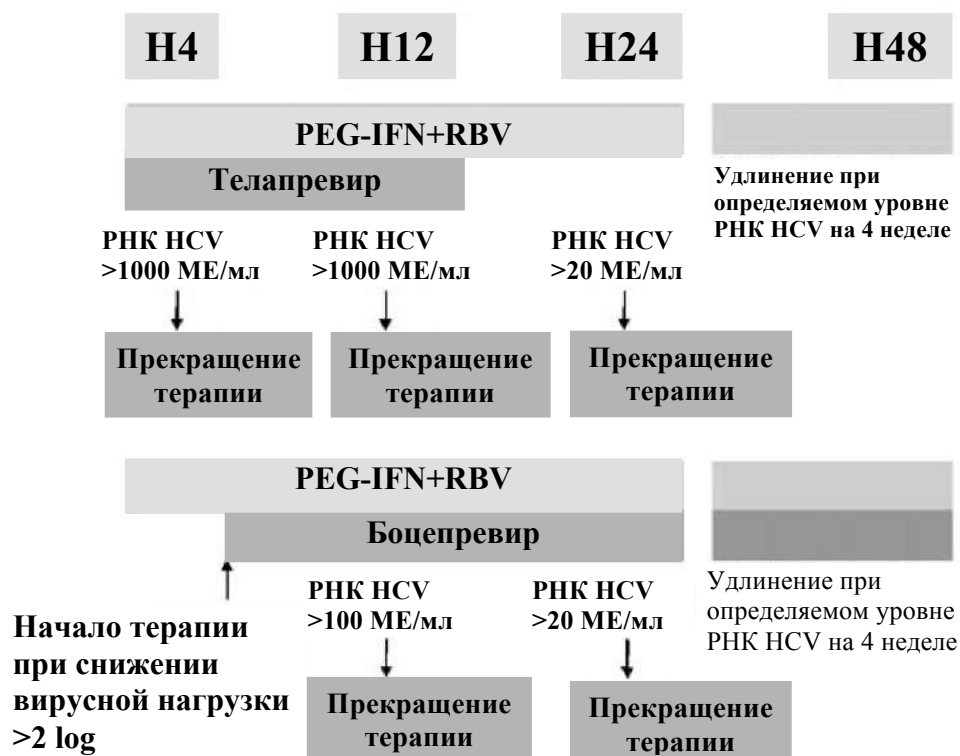 Н4 Н12 Н24 Н48
PEG-IFN+RBV
Телапревир
Удлинение при
определяемом уровне
РНК HCV на 4 неделе
РНК HCV
>1000 МЕ/мл
РНК HCV
>1000 МЕ/мл
РНК HCV
>20 МЕ/мл
Прекращение
терапии
Прекращение
терапии
Прекращение
терапии
PEG-IFN+RBV
Боцепревир
Удлинение при
определяемом уровне
РНК HCV на 4 неделе
РНК HCV
>100 МЕ/мл
РНК HCV
>20 МЕ/мл
Начало терапии
при снижении
вирусной нагрузки
>2 log
Прекращение
терапии
Прекращение
терапии